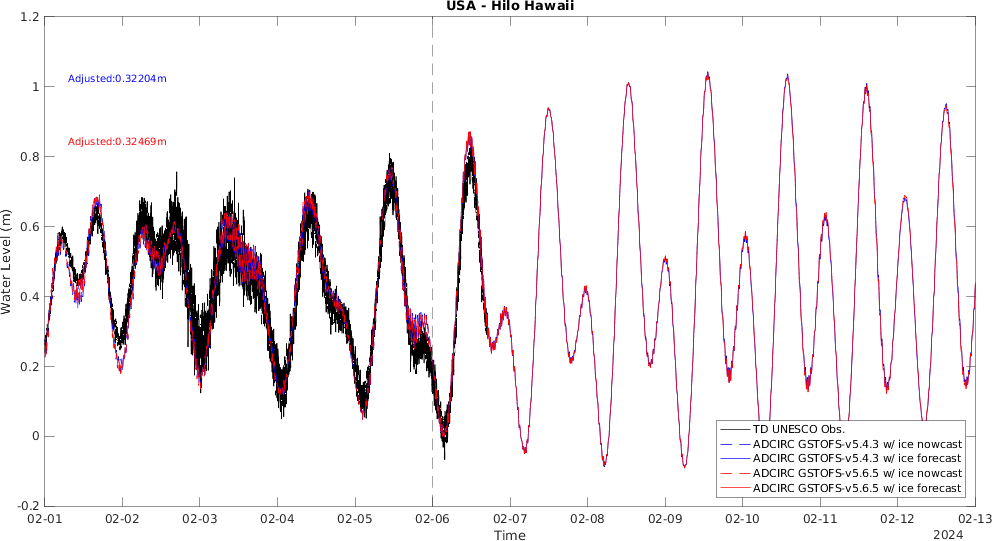 USA - Hilo Hawaii
1.2
1
0.8
0.6
0.4
0.2
0
-0.2
Water Level (m)
Adjusted:0.32204m
Adjusted:0.32469m
TD UNESCO Obs.
ADCIRC GSTOFS-v5.4.3 w/ ice nowcast
ADCIRC GSTOFS-v5.4.3 w/ ice forecast
ADCIRC GSTOFS-v5.6.5 w/ ice nowcast
ADCIRC GSTOFS-v5.6.5 w/ ice forecast
02-01 02-02 02-03 02-04 02-05 02-06 02-07 02-08 02-09 02-10 02-11 02-12 02-13
Time
2024